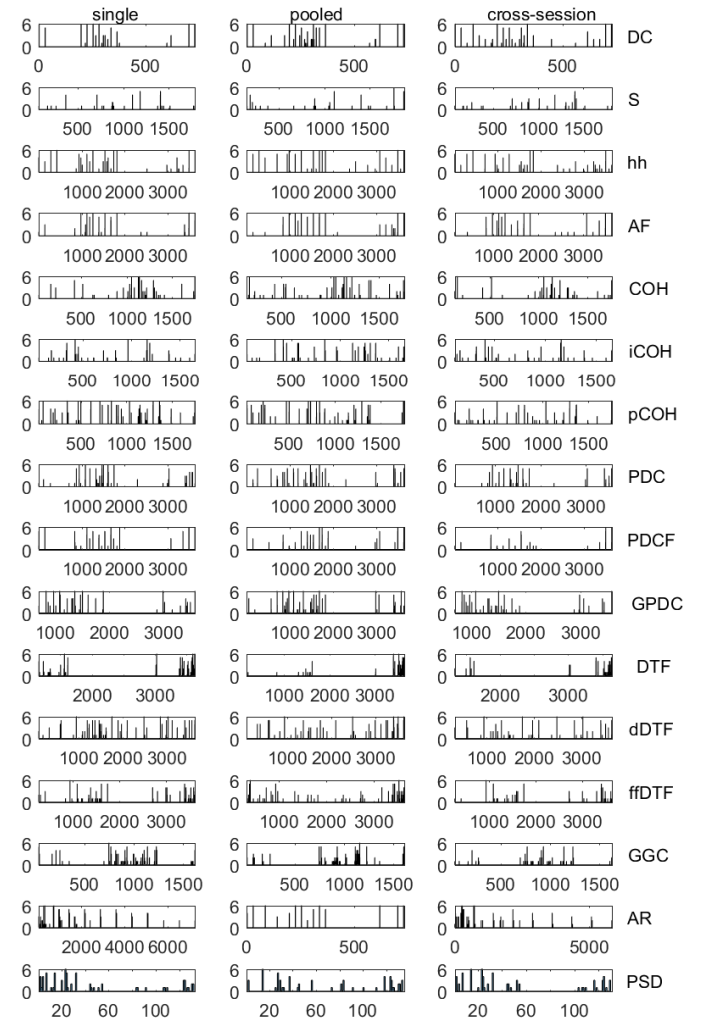 single pooled cross-session
6 6 6 DC
0 0 0
0 500 0 500 0 500
6 6 6 S
0 0 0
500 1000 1500 500 1000 1500 500 1000 1500
6 6 6 hh
0 0 0
1000 2000 3000 1000 2000 3000 1000 2000 3000
6 6 6 AF
0 0 0
1000 2000 3000 1000 2000 3000 1000 2000 3000
6 6 6 COH
0 0 0
500 1000 1500 500 1000 1500 500 1000 1500
6 6 6 iCOH
0 0 0
500 1000 1500 500 1000 1500 500 1000 1500
6 6 6 pCOH
0 0 0
500 1000 1500 500 1000 1500 500 1000 1500
6 6 6 PDC
0 0 0
1000 2000 3000 1000 2000 3000 1000 2000 3000
6 6 6 PDCF
0 0 0
1000 2000 3000 1000 2000 3000 1000 2000 3000
6 6 6 GPDC
0 0 0
1000 2000 3000 1000 2000 3000 1000 2000 3000
6 6 6 DTF
0 0 0
2000 3000 1000 2000 3000 2000 3000
6 6 6 dDTF
0 0 0
1000 2000 3000 1000 2000 3000 1000 2000 3000
6 6 6 ffDTF
0 0 0
1000 2000 3000 1000 2000 3000 1000 2000 3000
6 6 6 GGC
0 0 0
500 1000 1500 500 1000 1500 500 1000 1500
6 6 6 AR
0 0 0
2000 4000 6000 0 500 0 5000
6 6 6 PSD
0 0 0
20 60 100 20 60 100 20 60 100